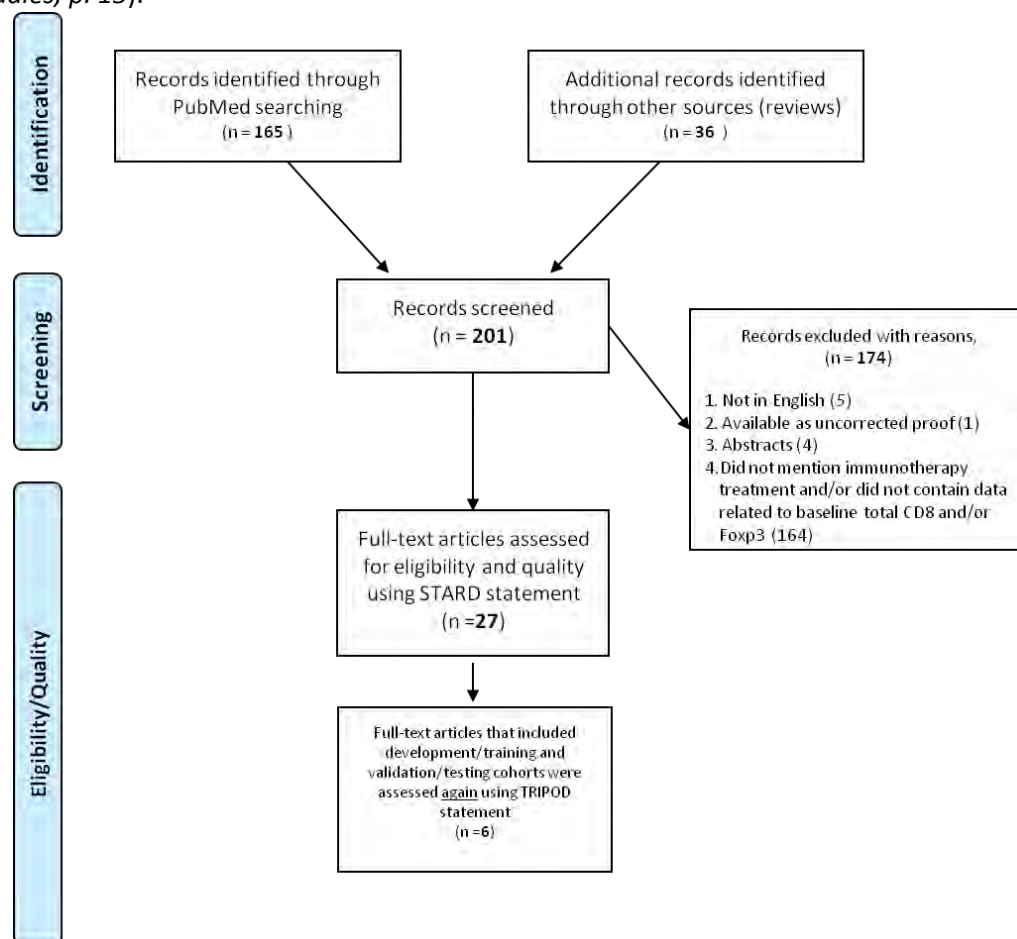 Identification
Records identified through
PubMed searching
(n = 165 )
Additional records identified
through other sources (reviews)
(n = 36 )
Screening
Records screened
(n = 201)
Records excluded with reasons,
(n = 174)
1. Not in English (5)
2. Available as uncorrected proof (1)
3. Abstracts (4)
4. Did not mention immunotherapy
treatment and/or did not contain data
related to baseline total CD8 and/or
Foxp3 (164)
Eligibility/Quality
Full-text articles assessed
for eligibility and quality
using STARD statement
(n =27)
Full-text articles that included
development/training and
validation/testing cohorts were
assessed again using TRIPOD
statement
(n =6)